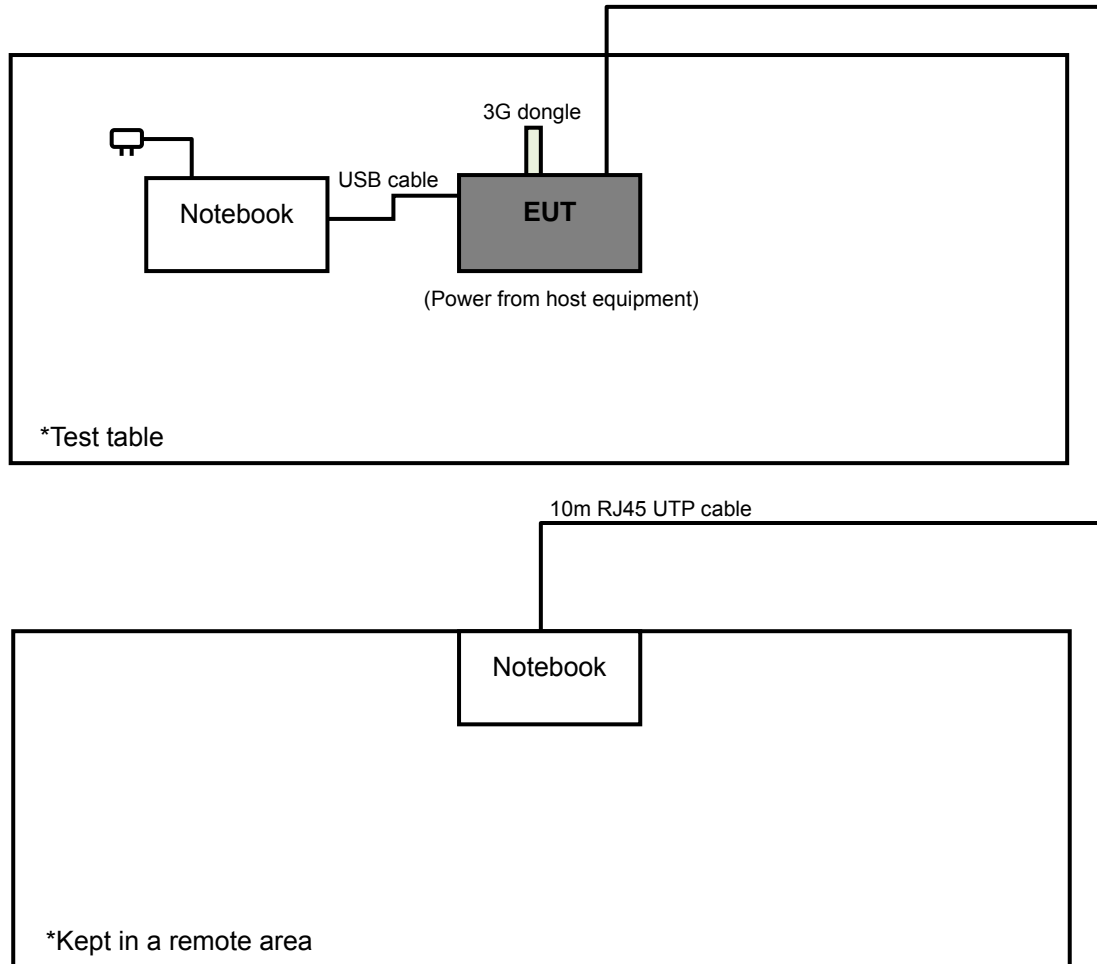 3G dongle
USB cable
Notebook
EUT
(Power from host equipment)
*Test table
10m RJ45 UTP cable
Notebook
*Kept in a remote area